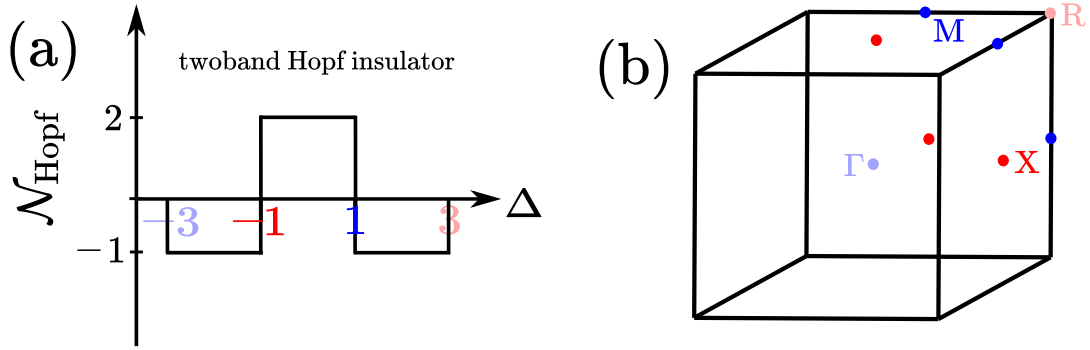 (a)
twoband Hopf insulator
𝒩Hopf
2
−1
−3
−1
1
3
Δ
(b)
M
R
Γ
X